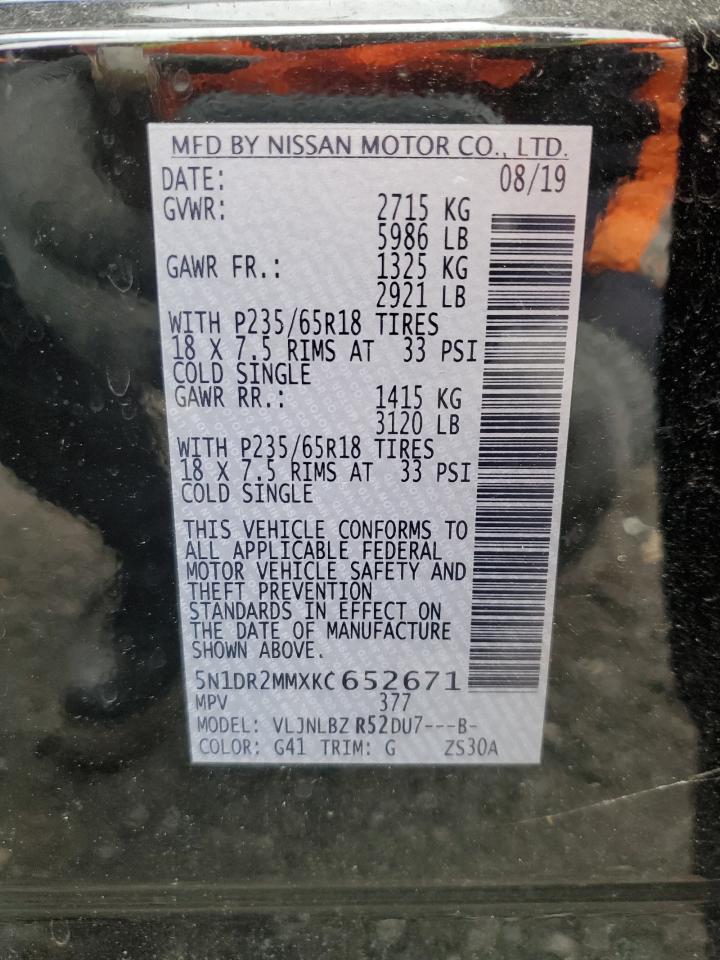 MFD BY NISSAN MOTOR CO., LTD.
DATE: 08/19
GVWR: 2715 KG
5986 LB
GAWR FR.: 1325 KG
2921 LB
WITH P235/65R18 TIRES
18 X 7.5 RIMS AT 33 PSI
COLD SINGLE
GAWR RR.: 1415 KG
3120 LB
WITH P235/65R18 TIRES
18 X 7.5 RIMS AT 33 PSI
COLD SINGLE
THIS VEHICLE CONFORMS TO
ALL APPLICABLE FEDERAL
MOTOR VEHICLE SAFETY AND
THEFT PREVENTION
STANDARDS IN EFFECT ON
THE DATE OF MANUFACTURE
SHOWN ABOVE.
5N1DR2MMXKC652671
MPV 377
MODEL: VLJNLBZ R52DU7---B-
COLOR: G41 TRIM: G ZS30A